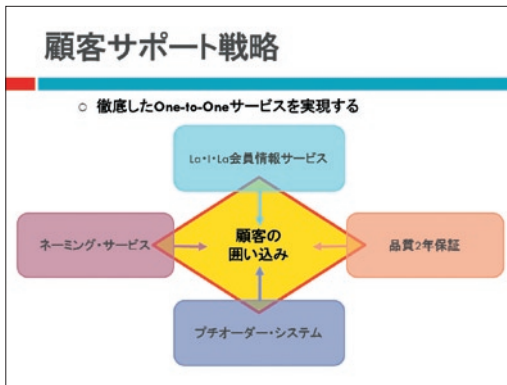 顧客サポート戦略
○ 徹底したOne-to-Oneサービスを実現する
La・I・La会員情報サービス
ネーミング・サービス
顧客の
囲い込み
品質2年保証
プチオーダー・システム